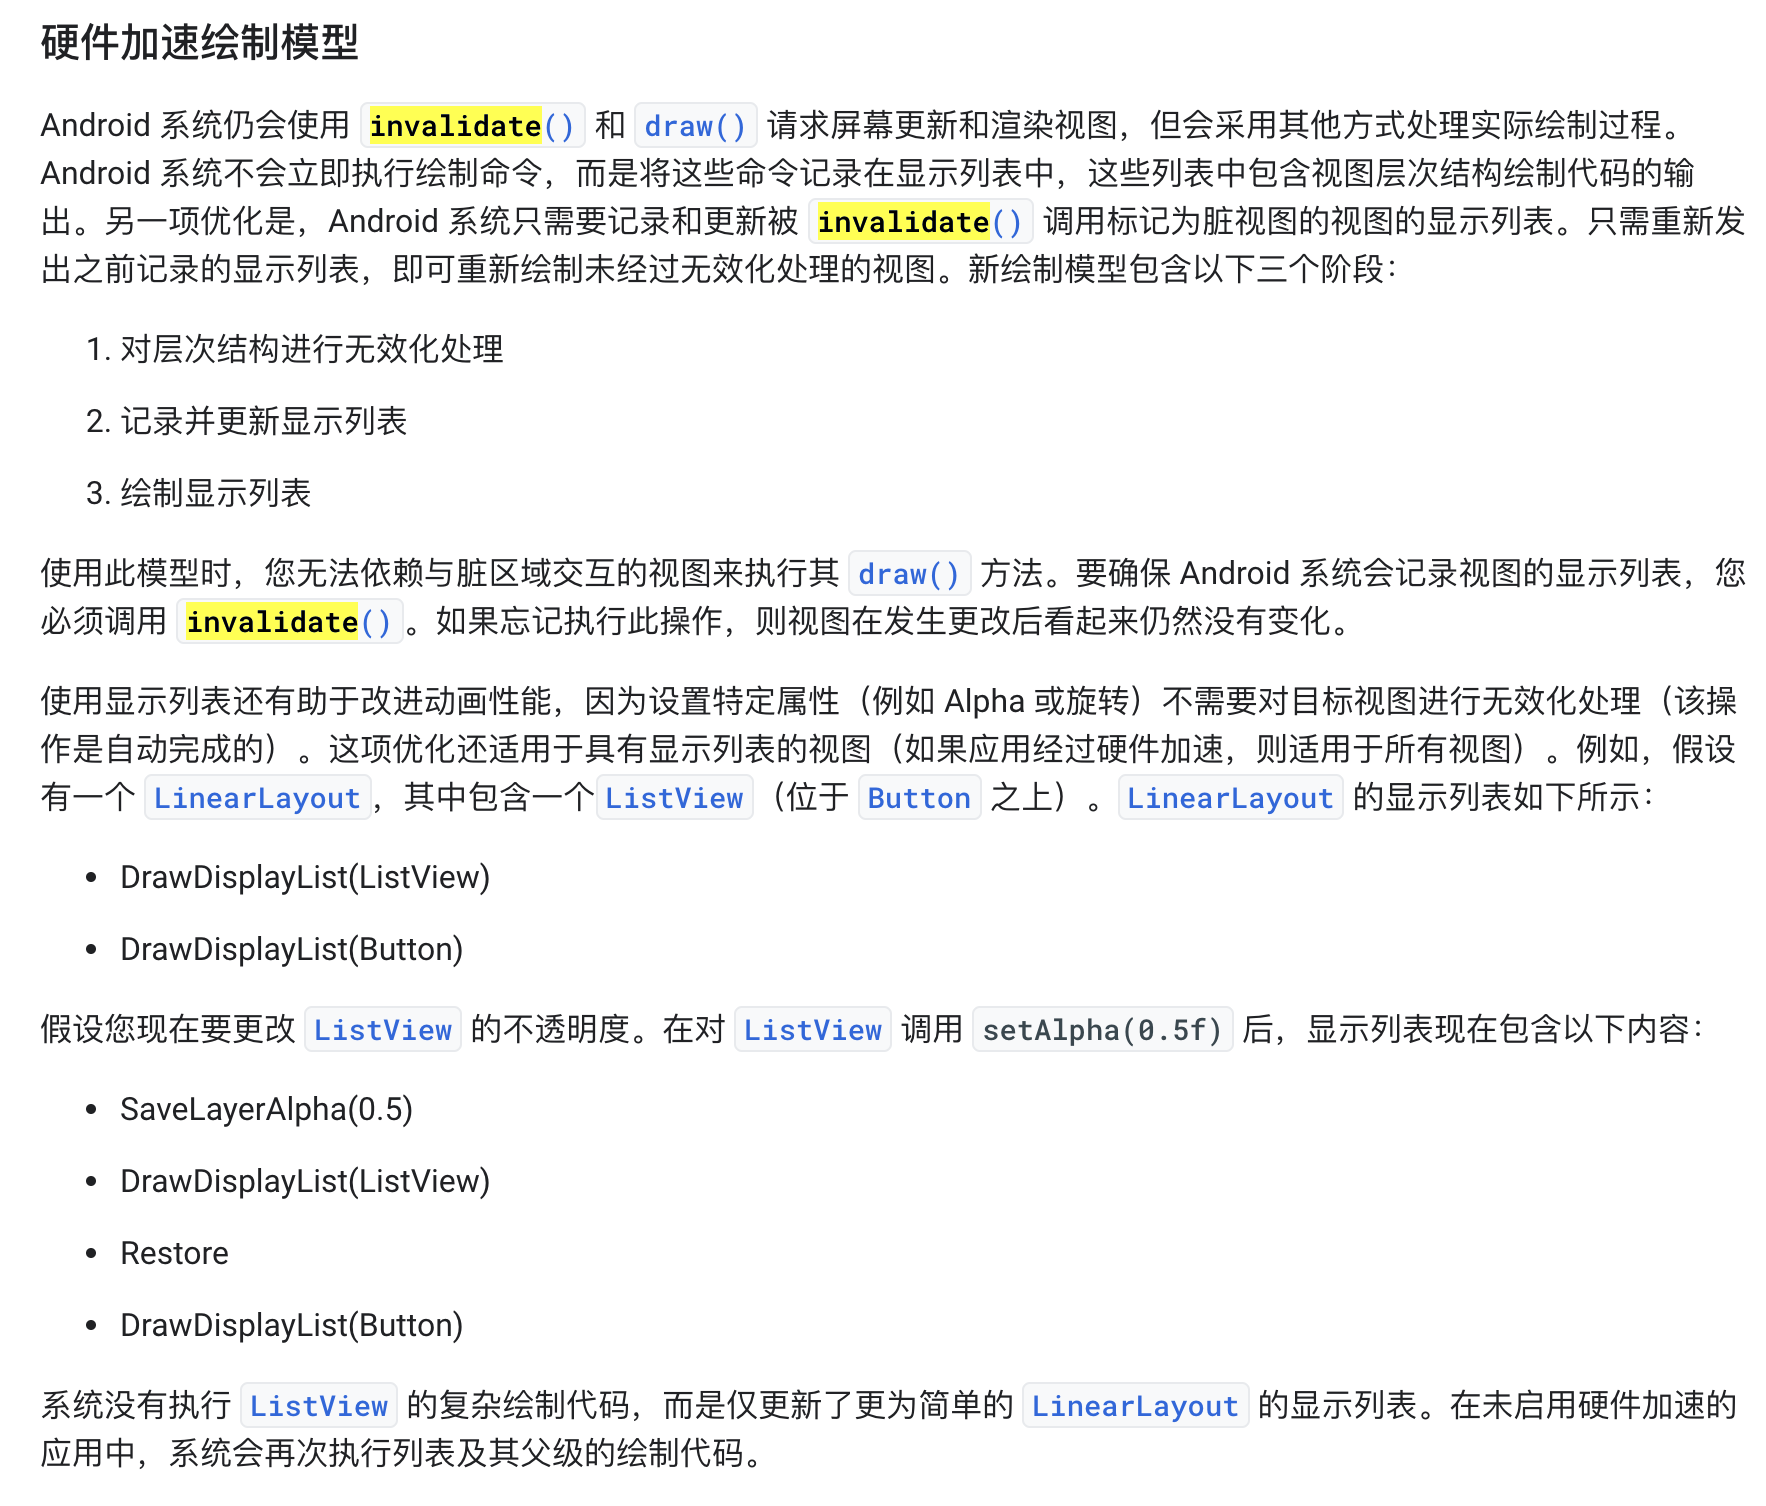 硬件加速绘制模型
Android 系统仍会使用 invalidate() 和 draw() 请求屏幕更新和渲染视图，但会采用其他方式处理实际绘制过程。
Android 系统不会立即执行绘制命令，而是将这些命令记录在显示列表中，这些列表中包含视图层次结构绘制代码的输
出。另一项优化是，Android 系统只需要记录和更新被 invalidate() 调用标记为脏视图的视图的显示列表。只需重新发
出之前记录的显示列表，即可重新绘制未经过无效化处理的视图。新绘制模型包含以下三个阶段：
1. 对层次结构进行无效化处理
2. 记录并更新显示列表
3. 绘制显示列表
使用此模型时，您无法依赖与脏区域交互的视图来执行其 draw() 方法。要确保 Android 系统会记录视图的显示列表，您
必须调用 invalidate()。如果忘记执行此操作，则视图在发生更改后看起来仍然没有变化。
使用显示列表还有助于改进动画性能，因为设置特定属性（例如 Alpha 或旋转）不需要对目标视图进行无效化处理（该操
作是自动完成的）。这项优化还适用于具有显示列表的视图（如果应用经过硬件加速，则适用于所有视图）。例如，假设
有一个 LinearLayout，其中包含一个ListView（位于 Button 之上）。LinearLayout 的显示列表如下所示：
• DrawDisplayList(ListView)
• DrawDisplayList(Button)
假设您现在要更改 ListView 的不透明度。在对 ListView 调用 setAlpha(0.5f) 后，显示列表现在包含以下内容：
• SaveLayerAlpha(0.5)
• DrawDisplayList(ListView)
• Restore
• DrawDisplayList(Button)
系统没有执行 ListView 的复杂绘制代码，而是仅更新了更为简单的 LinearLayout 的显示列表。在未启用硬件加速的
应用中，系统会再次执行列表及其父级的绘制代码。